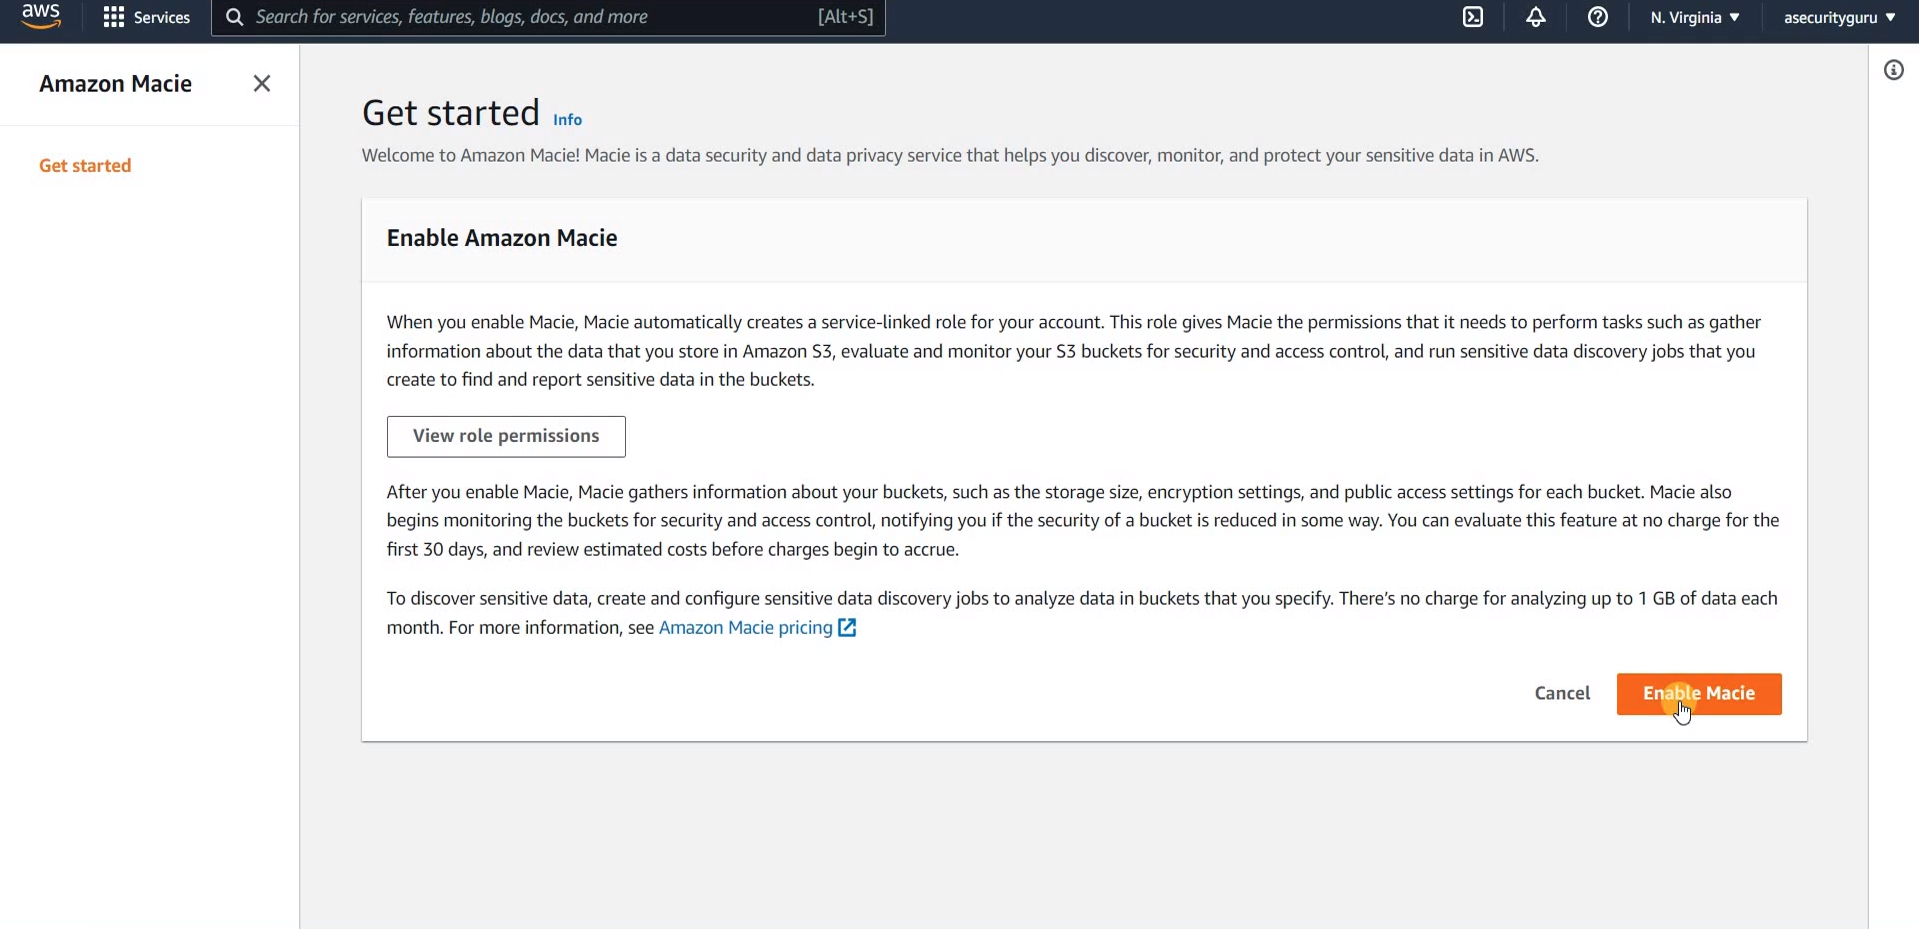 aws
Services
Search for services, features, blogs, docs, and more
[Alt+S]
N. Virginia ▼
asecurityguru ▼
Amazon Macie
Get started
Get started Info
Welcome to Amazon Macie! Macie is a data security and data privacy service that helps you discover, monitor, and protect your sensitive data in AWS.
Enable Amazon Macie
When you enable Macie, Macie automatically creates a service-linked role for your account. This role gives Macie the permissions that it needs to perform tasks such as gather
information about the data that you store in Amazon S3, evaluate and monitor your S3 buckets for security and access control, and run sensitive data discovery jobs that you
create to find and report sensitive data in the buckets.
View role permissions
After you enable Macie, Macie gathers information about your buckets, such as the storage size, encryption settings, and public access settings for each bucket. Macie also
begins monitoring the buckets for security and access control, notifying you if the security of a bucket is reduced in some way. You can evaluate this feature at no charge for the
first 30 days, and review estimated costs before charges begin to accrue.
To discover sensitive data, create and configure sensitive data discovery jobs to analyze data in buckets that you specify. There's no charge for analyzing up to 1 GB of data each
month. For more information, see Amazon Macie pricing
Cancel
Enable Macie